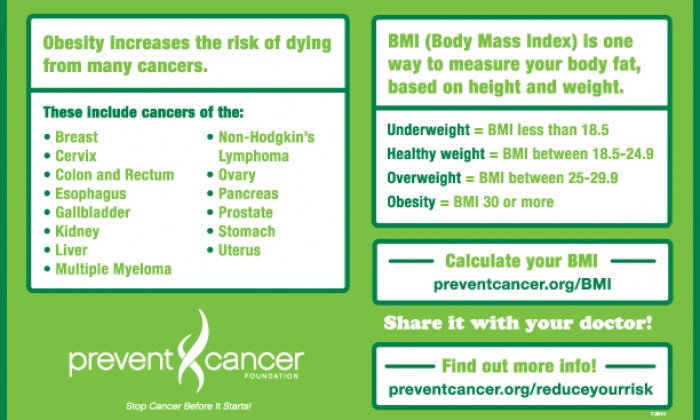 Obesity increases the risk of dying
from many cancers.
These include cancers of the:
• Breast
• Cervix
• Colon and Rectum
• Esophagus
• Gallbladder
• Kidney
• Liver
• Multiple Myeloma
• Non-Hodgkin's
Lymphoma
• Ovary
• Pancreas
• Prostate
• Stomach
• Uterus
prevent cancer
FOUNDATION
Stop Cancer Before It Starts!
BMI (Body Mass Index) is one
way to measure your body fat,
based on height and weight.
Underweight = BMI less than 18.5
Healthy weight = BMI between 18.5-24.9
Overweight = BMI between 25-29.9
Obesity = BMI 30 or more
Calculate your BMI
preventcancer.org/BMI
Share it with your doctor!
Find out more info!
preventcancer.org/reduceyourrisk